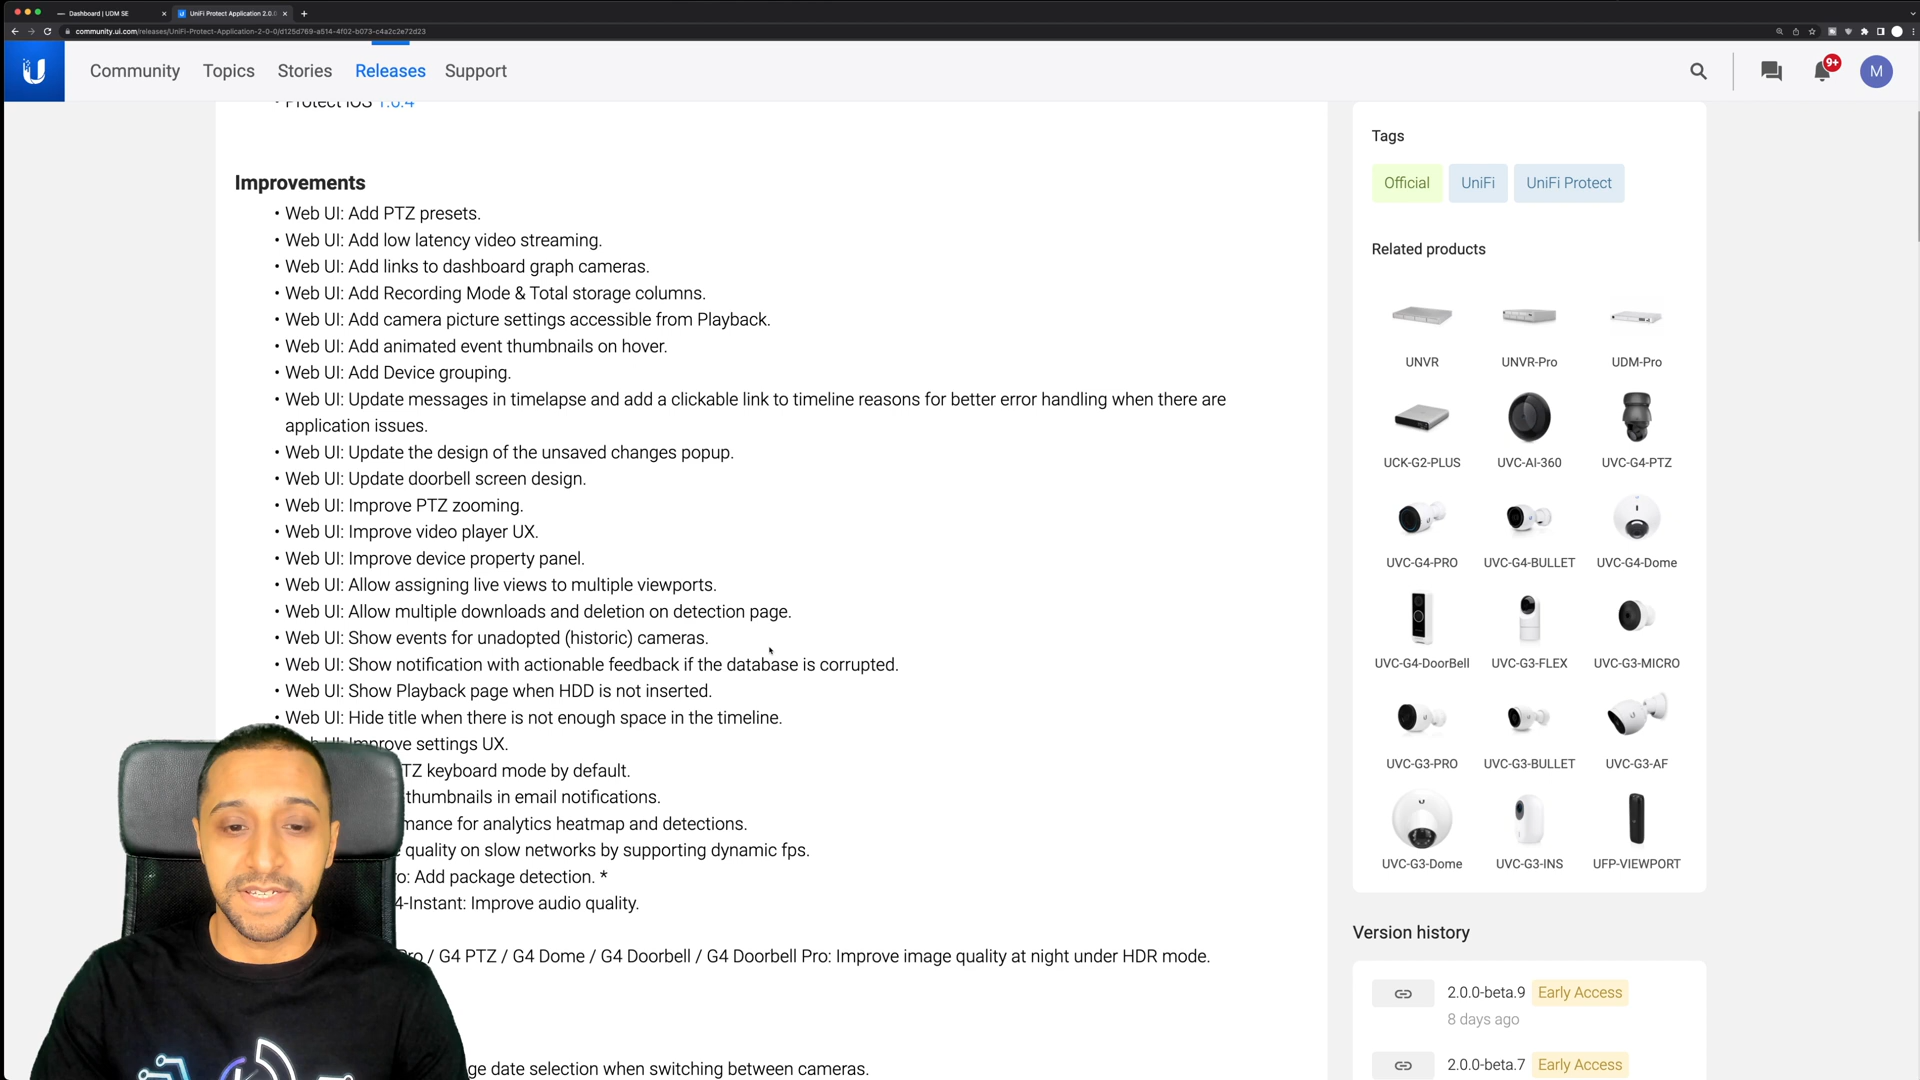 Dashboard | UDM SE
UniFi Protect Application 2.0.0
community.ui.com/releases/UniFi-Protect-Application-2-0-0/d125d769-a514-4f02-b073-c4a2c2e72d23
Community Topics Stories Releases Support
9+
M
• Protect iOS 1.6.4
Improvements
• Web UI: Add PTZ presets.
• Web UI: Add low latency video streaming.
• Web UI: Add links to dashboard graph cameras.
• Web UI: Add Recording Mode & Total storage columns.
• Web UI: Add camera picture settings accessible from Playback.
• Web UI: Add animated event thumbnails on hover.
• Web UI: Add Device grouping.
• Web UI: Update messages in timelapse and add a clickable link to timeline reasons for better error handling when there are
application issues.
• Web UI: Update the design of the unsaved changes popup.
• Web UI: Update doorbell screen design.
• Web UI: Improve PTZ zooming.
• Web UI: Improve video player UX.
• Web UI: Improve device property panel.
• Web UI: Allow assigning live views to multiple viewports.
• Web UI: Allow multiple downloads and deletion on detection page.
• Web UI: Show events for unadopted (historic) cameras.
• Web UI: Show notification with actionable feedback if the database is corrupted.
• Web UI: Show Playback page when HDD is not inserted.
• Web UI: Hide title when there is not enough space in the timeline.
Improve settings UX.
TZ keyboard mode by default.
thumbnails in email notifications.
mance for analytics heatmap and detections.
quality on slow networks by supporting dynamic fps.
ro: Add package detection. *
4-Instant: Improve audio quality.
Pro / G4 PTZ / G4 Dome / G4 Doorbell / G4 Doorbell Pro: Improve image quality at night under HDR mode.
ge date selection when switching between cameras.
Tags
Official UniFi UniFi Protect
Related products
UNVR UNVR-Pro UDM-Pro
UCK-G2-PLUS UVC-AI-360 UVC-G4-PTZ
UVC-G4-PRO UVC-G4-BULLET UVC-G4-Dome
UVC-G4-DoorBell UVC-G3-FLEX UVC-G3-MICRO
UVC-G3-PRO UVC-G3-BULLET UVC-G3-AF
UVC-G3-Dome UVC-G3-INS UFP-VIEWPORT
Version history
2.0.0-beta.9 Early Access
8 days ago
2.0.0-beta.7 Early Access